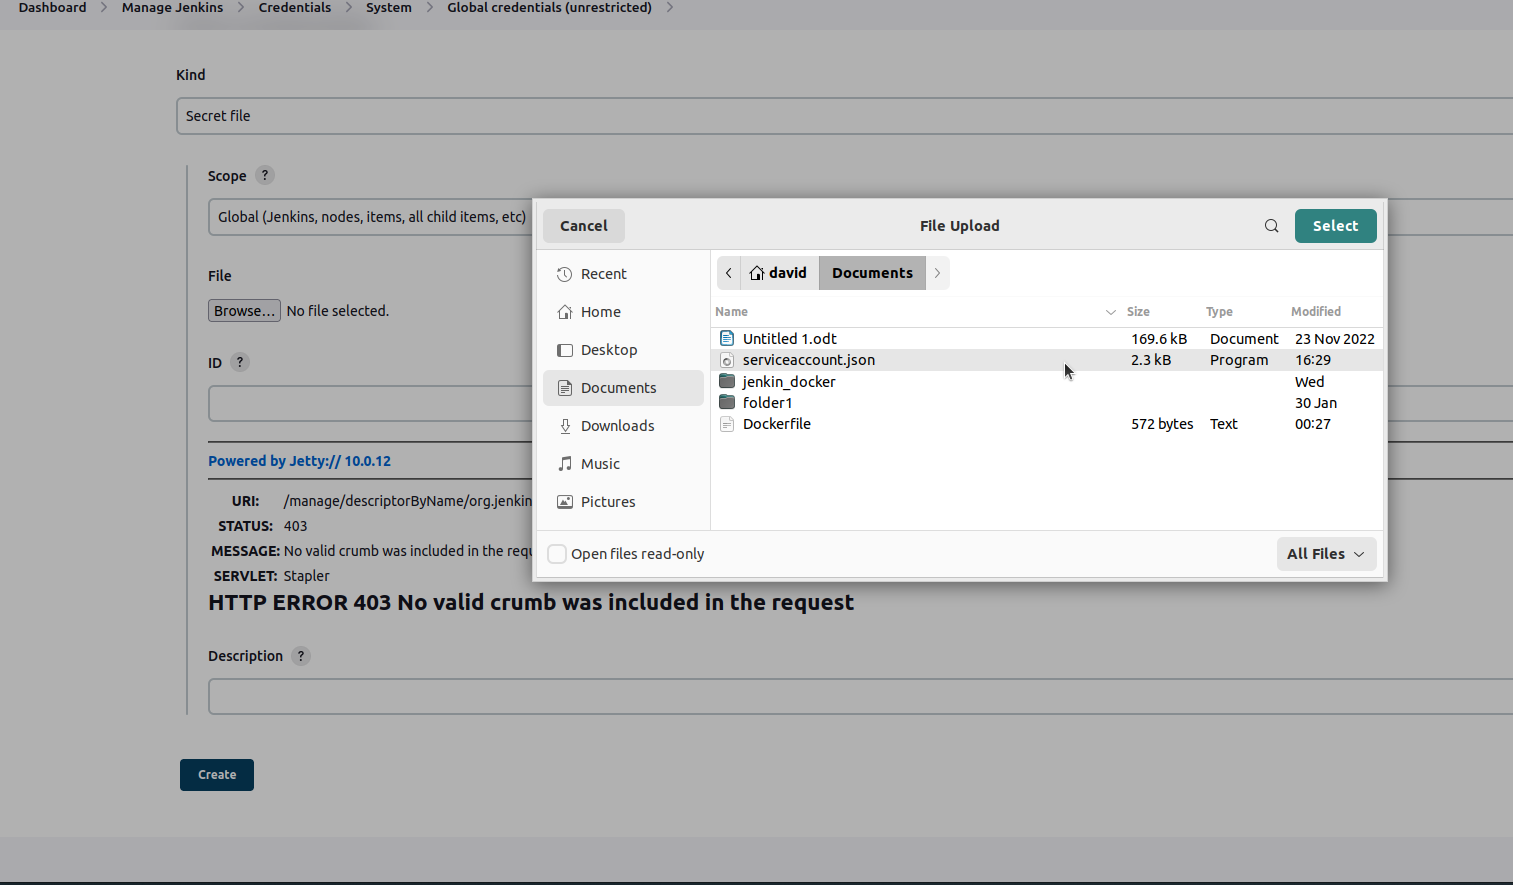 Dashboard > Manage Jenkins > Credentials > System > Global credentials (unrestricted) >
Kind
Secret file
Scope ?
Global (Jenkins, nodes, items, all child items, etc)
File
Browse... No file selected.
ID ?
Powered by Jetty:// 10.0.12
URI: /manage/descriptorByName/org.jenkin
STATUS: 403
MESSAGE: No valid crumb was included in the requ
SERVLET: Stapler
HTTP ERROR 403 No valid crumb was included in the request
Description ?
Create
Cancel File Upload Select
Recent
Home
Desktop
Documents
Downloads
Music
Pictures
david Documents
Name Size Type Modified
Untitled 1.odt 169.6 kB Document 23 Nov 2022
serviceaccount.json 2.3 kB Program 16:29
jenkin_docker Wed
folder1 30 Jan
Dockerfile 572 bytes Text 00:27
Open files read-only All Files